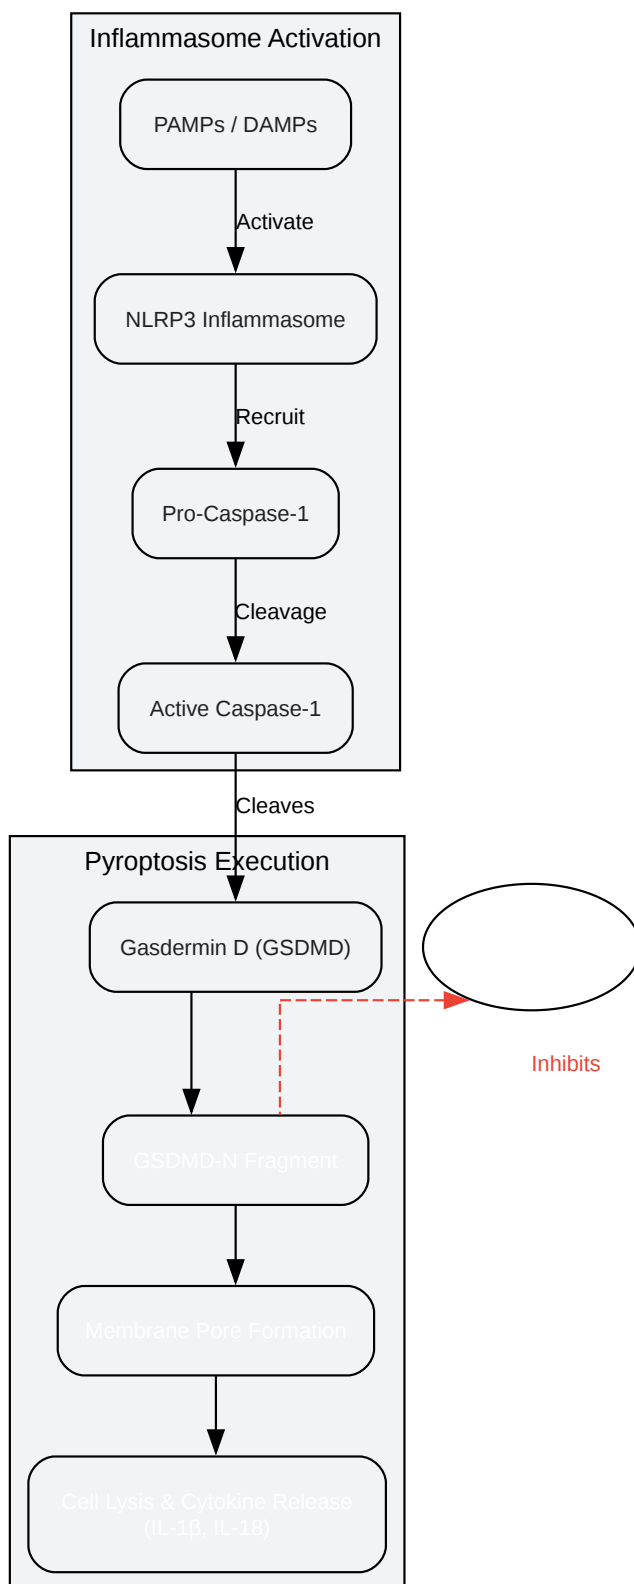 Inflammasome Activation
PAMPs / DAMPs
Activate
NLRP3 Inflammasome
Recruit
Pro-Caspase-1
Cleavage
Active Caspase-1
Cleaves
Pyroptosis Execution
Gasdermin D (GSDMD)
Inhibits
GSDMD-N Fragment
Membrane Pore Formation
Cell Lysis & Cytokine Release
(IL-1β, IL-18)